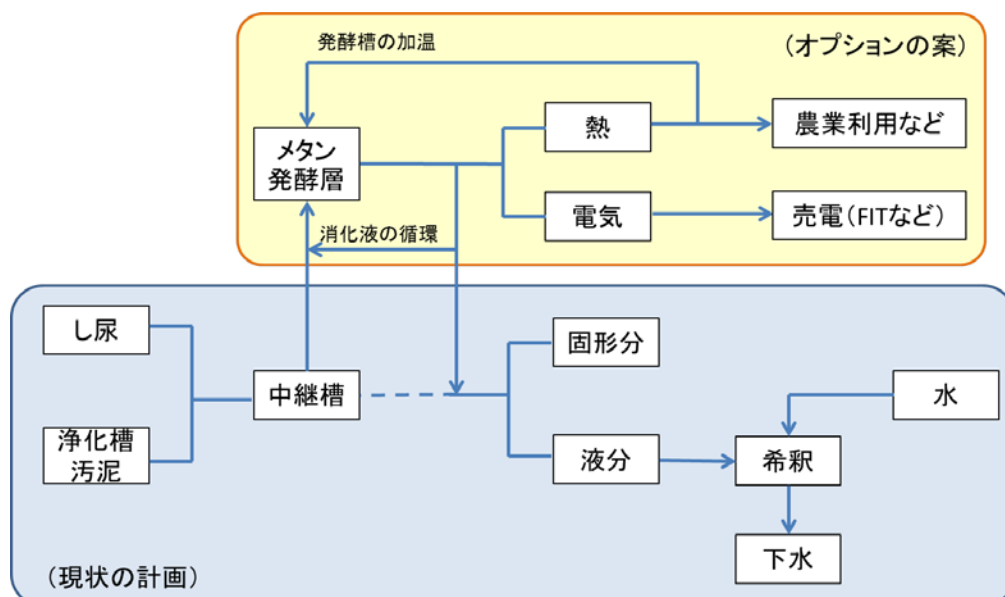 発酵槽の加温
(オプションの案)
熱
農業利用など
メタン
発酵層
電気
売電(FITなど)
消化液の循環
し尿
固形分
中継槽
水
浄化槽
汚泥
液分
希釈
下水
(現状の計画)